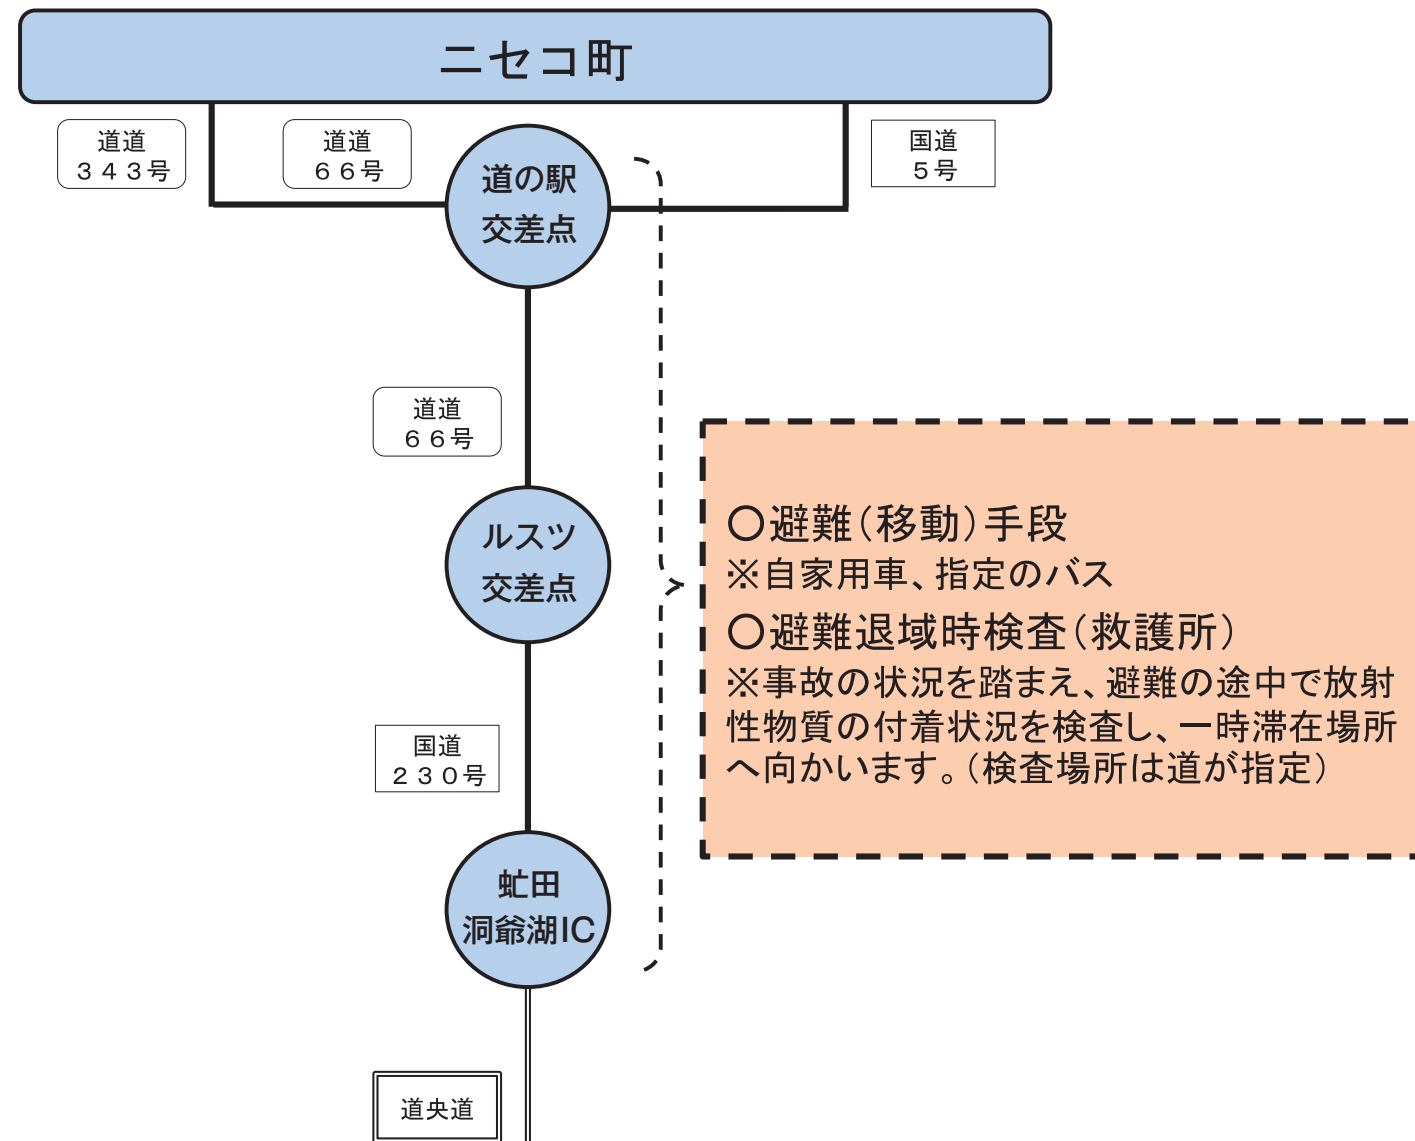 ニセコ町
道道
３４３号
道道
６６号
国道
５号
道の駅
交差点
道道
６６号
ルスツ
交差点
国道
２３０号
虻田
洞爺湖IC
道央道
〇避難（移動）手段
※自家用車、指定のバス
〇避難退域時検査（救護所）
※事故の状況を踏まえ、避難の途中で放射
性物質の付着状況を検査し、一時滞在場所
へ向かいます。（検査場所は道が指定）